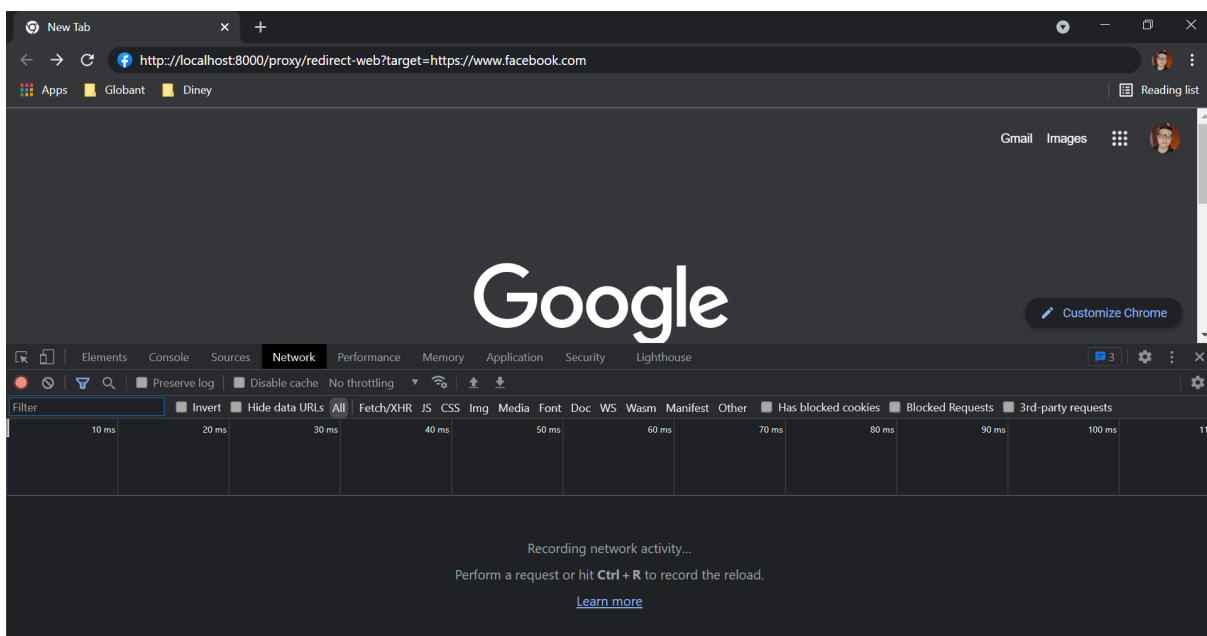 New Tab
http://localhost:8000/proxy/redirect-web?target=https://www.facebook.com
Apps Globant Diney Reading list
Gmail Images
Google
Customize Chrome
Elements Console Sources Network Performance Memory Application Security Lighthouse 3
Preserve log Disable cache No throttling
Filter Invert Hide data URLs All Fetch/XHR JS CSS Img Media Font Doc WS Wasm Manifest Other Has blocked cookies Blocked Requests 3rd-party requests
10 ms 20 ms 30 ms 40 ms 50 ms 60 ms 70 ms 80 ms 90 ms 100 ms 11
Recording network activity...
Perform a request or hit Ctrl + R to record the reload.
Learn more